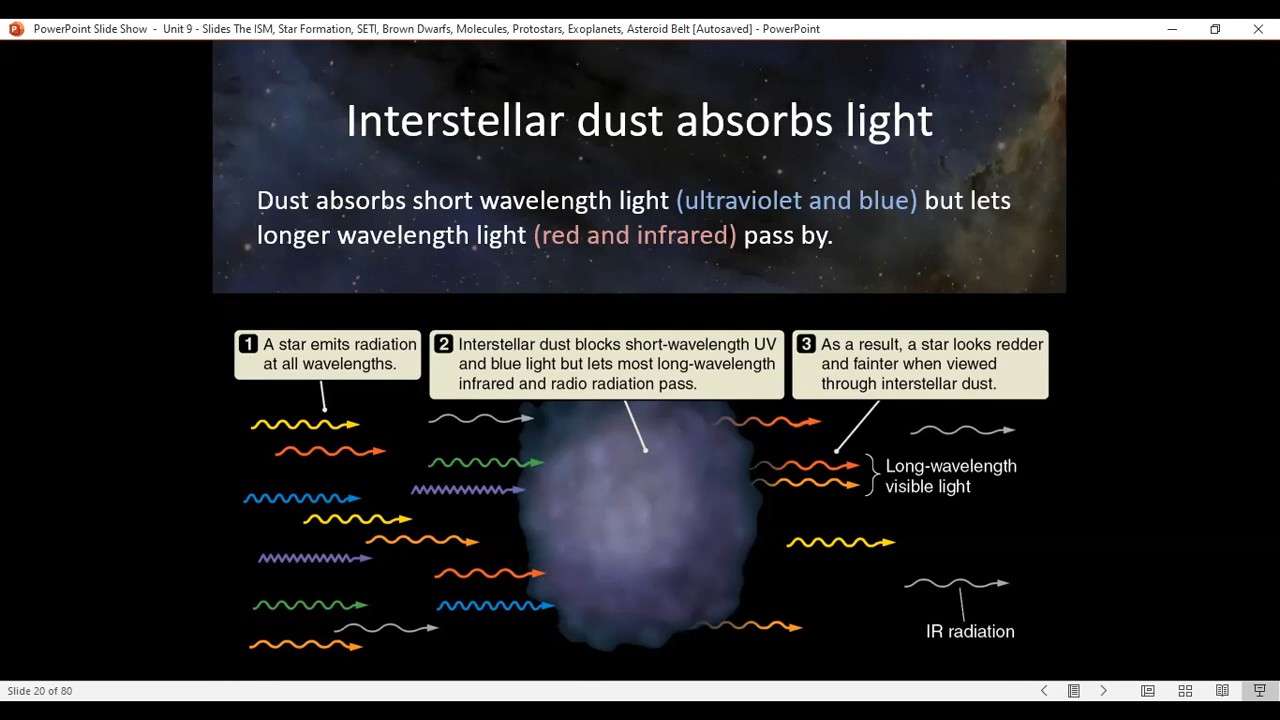 PowerPoint Slide Show - Unit 9 - Slides The ISM, Star Formation, SETI, Brown Dwarfs, Molecules, Protostars, Exoplanets, Asteroid Belt [Autosaved] - PowerPoint
Interstellar dust absorbs light
Dust absorbs short wavelength light (ultraviolet and blue) but lets
longer wavelength light (red and infrared) pass by.
1 A star emits radiation
at all wavelengths.
2 Interstellar dust blocks short-wavelength UV
and blue light but lets most long-wavelength
infrared and radio radiation pass.
3 As a result, a star looks redder
and fainter when viewed
through interstellar dust.
Long-wavelength
visible light
IR radiation
Slide 20 of 80